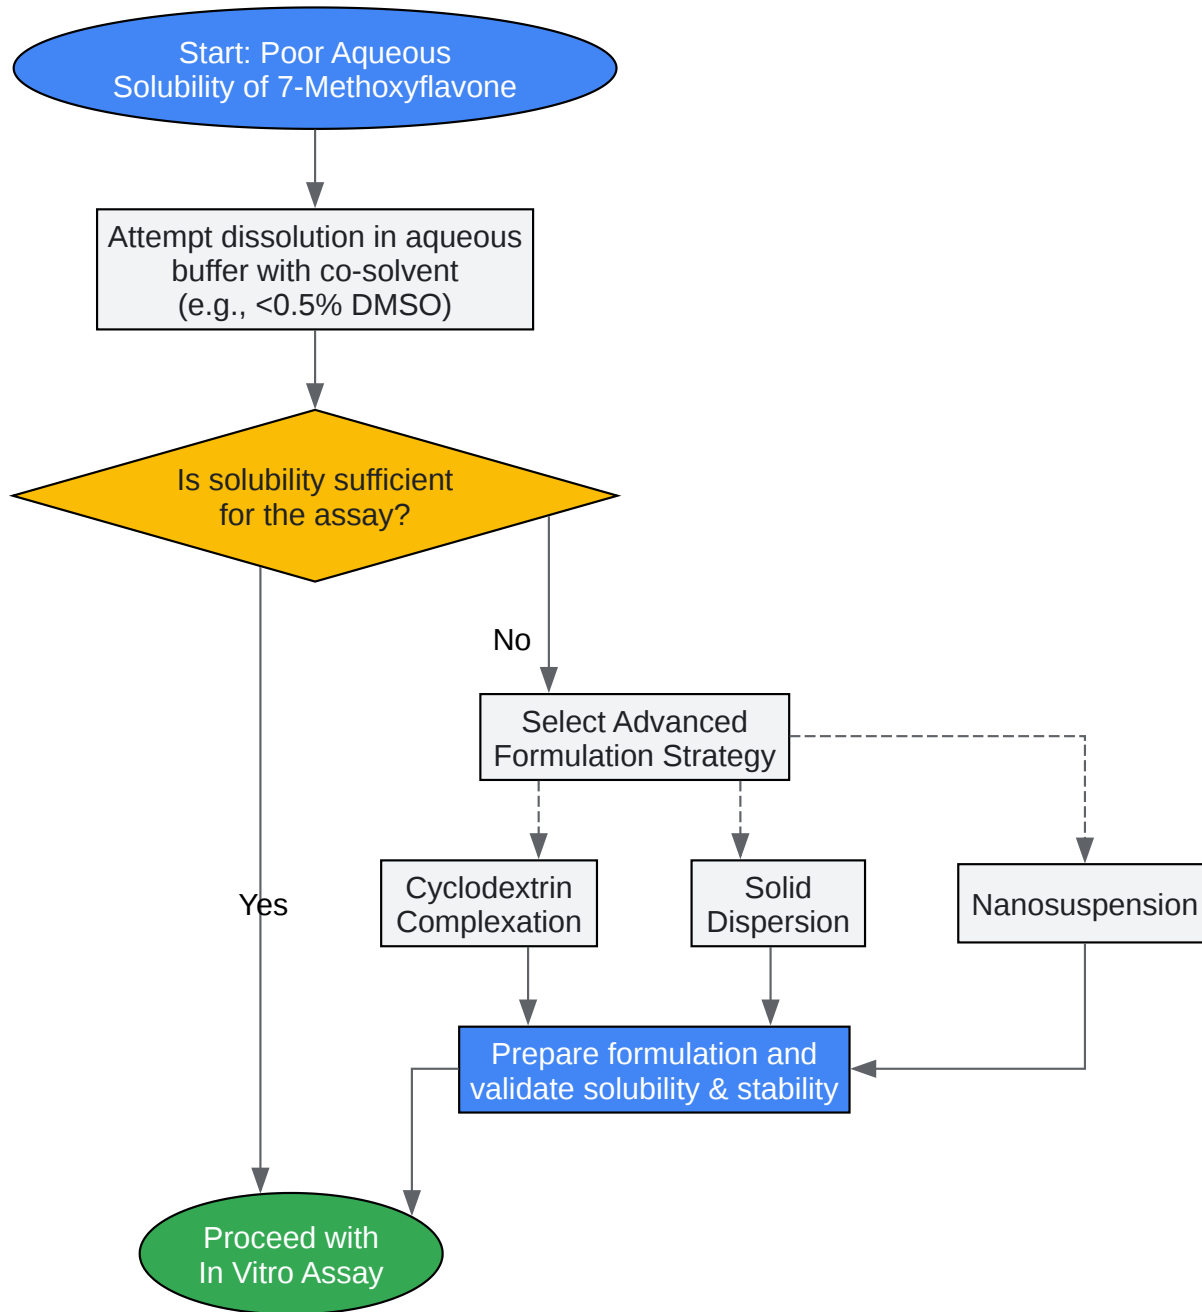 Start: Poor Aqueous
Solubility of 7-Methoxyflavone
Attempt dissolution in aqueous
buffer with co-solvent
(e.g., <0.5% DMSO)
Is solubility sufficient
for the assay?
No
Select Advanced
Formulation Strategy
Yes
Cyclodextrin
Complexation
Solid
Dispersion
Nanosuspension
Prepare formulation and
validate solubility & stability
Proceed with
In Vitro Assay